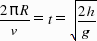 2ΠR/v = t = √(2h/g)